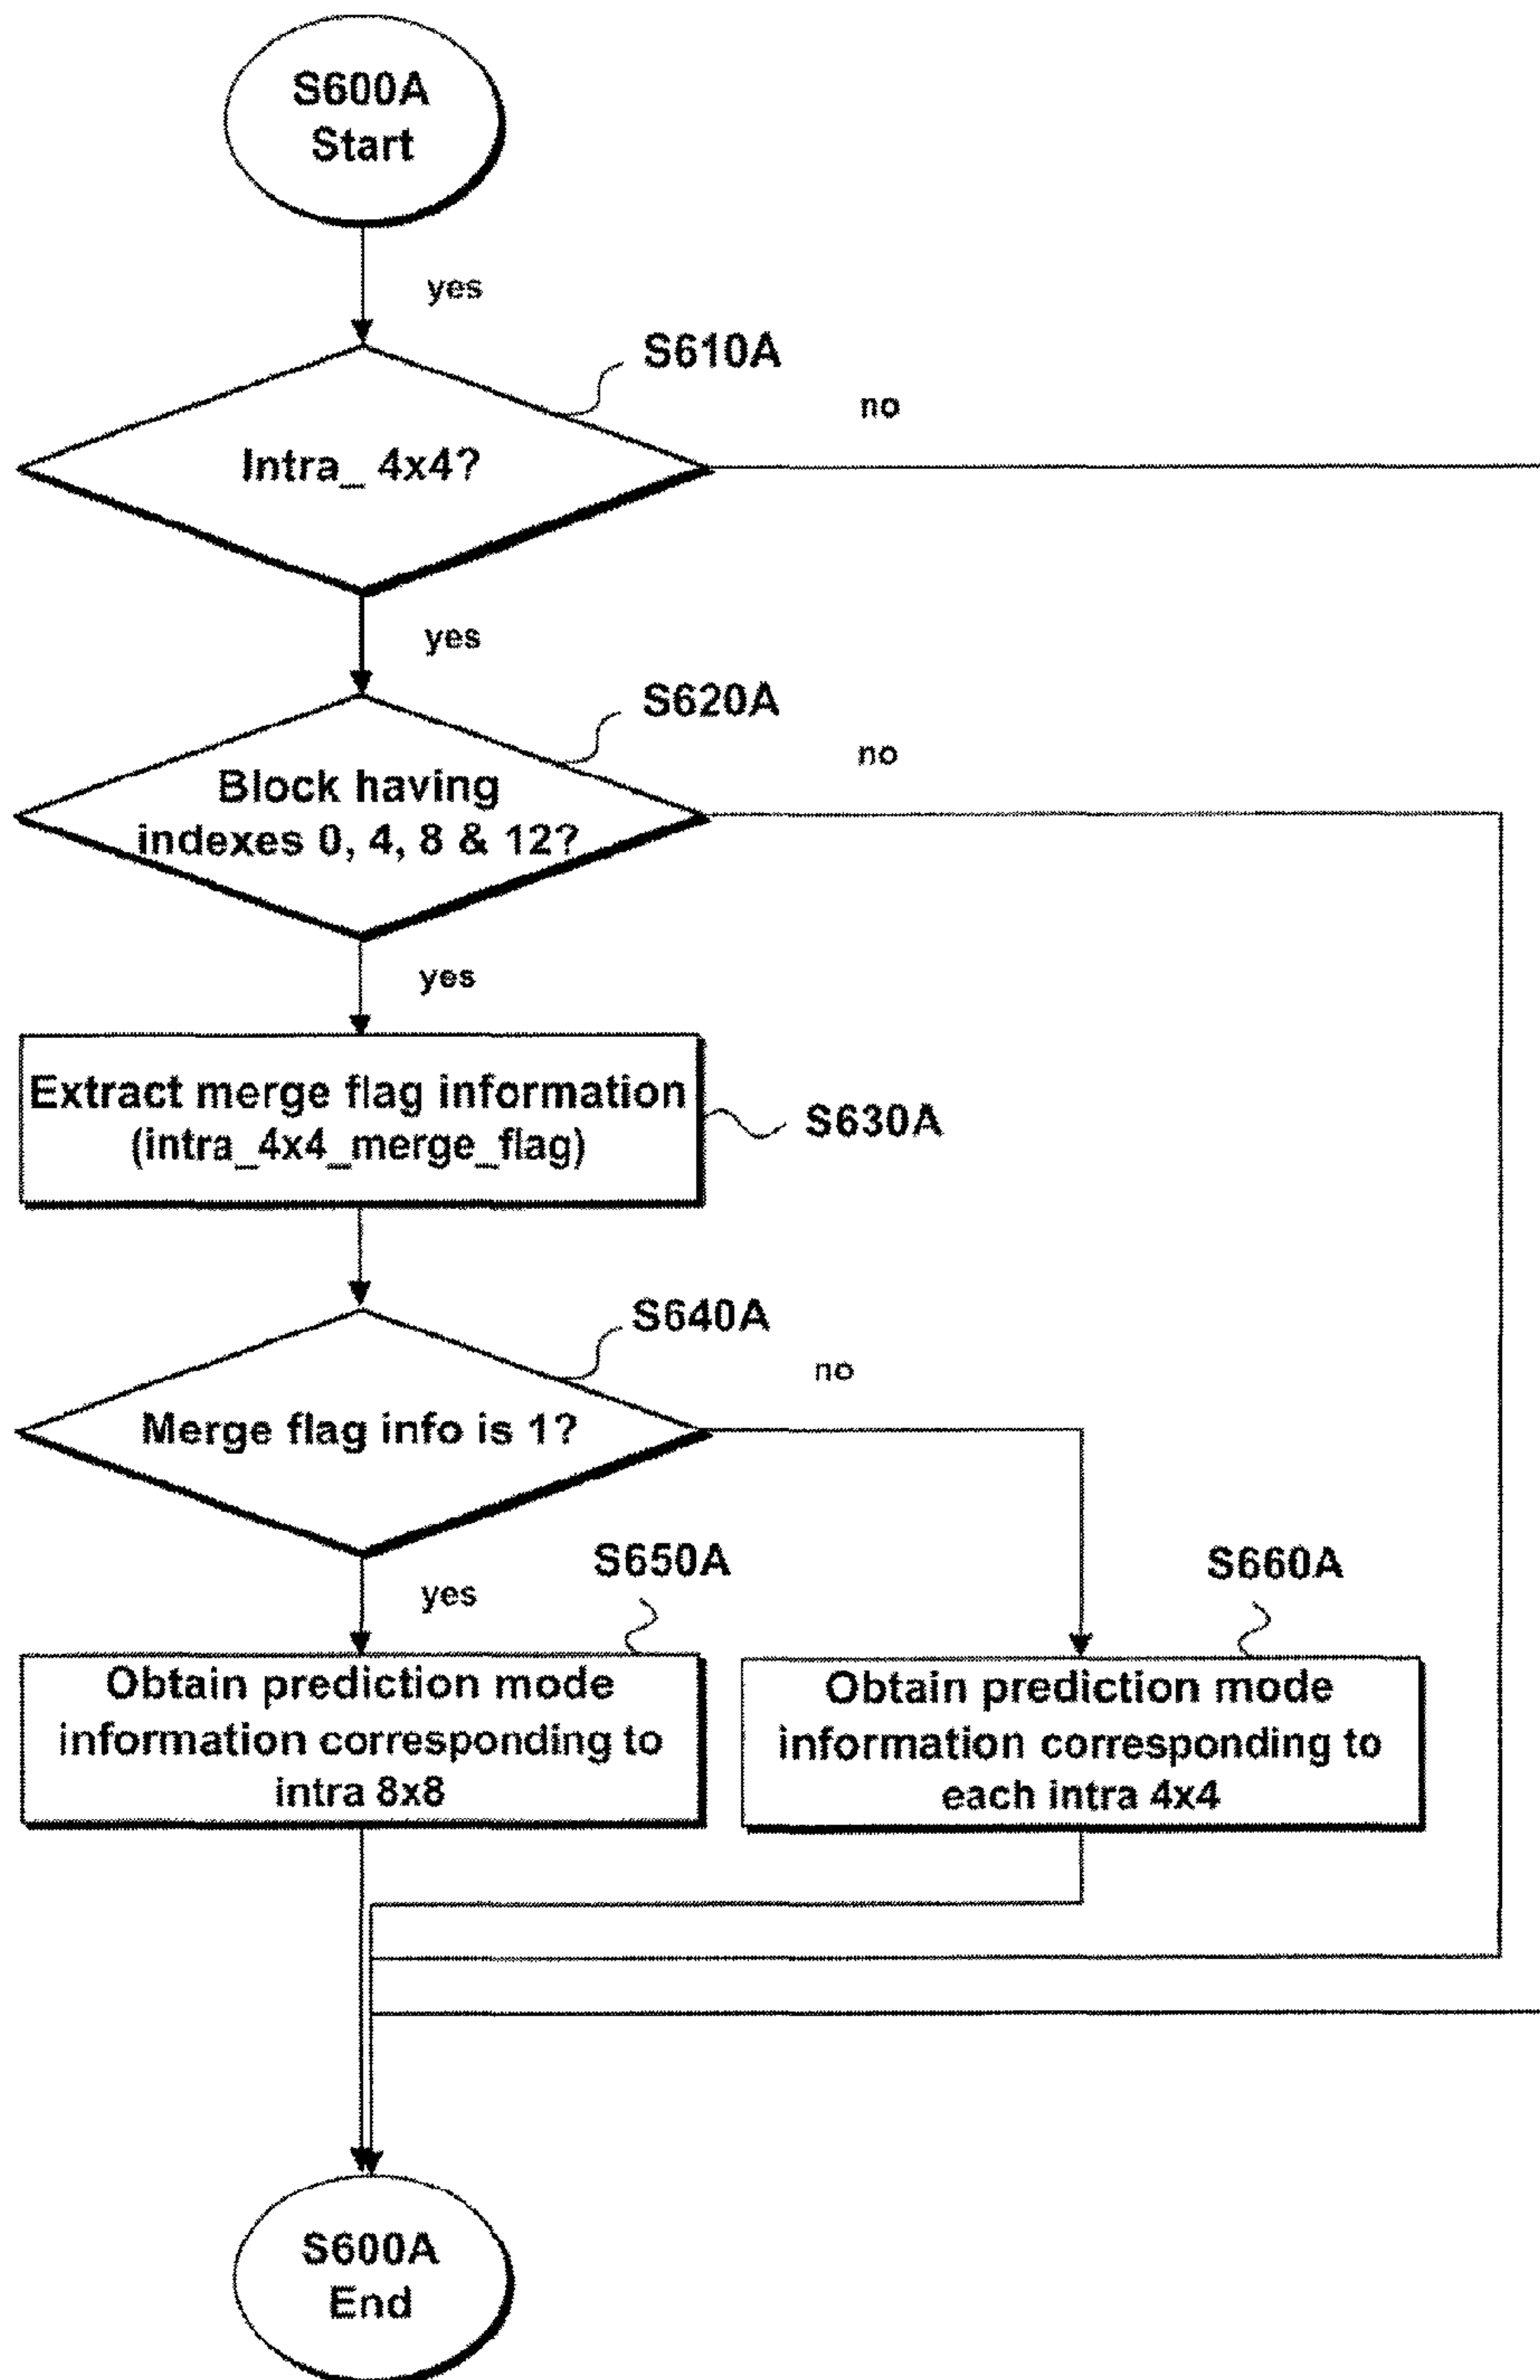 S600A
Start
yes
S610A
no
Intra_ 4x4?
yes
S620A
no
Block having
indexes 0, 4, 8 & 12?
yes
Extract merge flag information
(intra_4x4_merge_flag)
S630A
S640A
no
Merge flag info is 1?
S650A
S660A
yes
Obtain prediction mode
information corresponding to
intra 8x8
Obtain prediction mode
information corresponding to
each intra 4x4
S600A
End